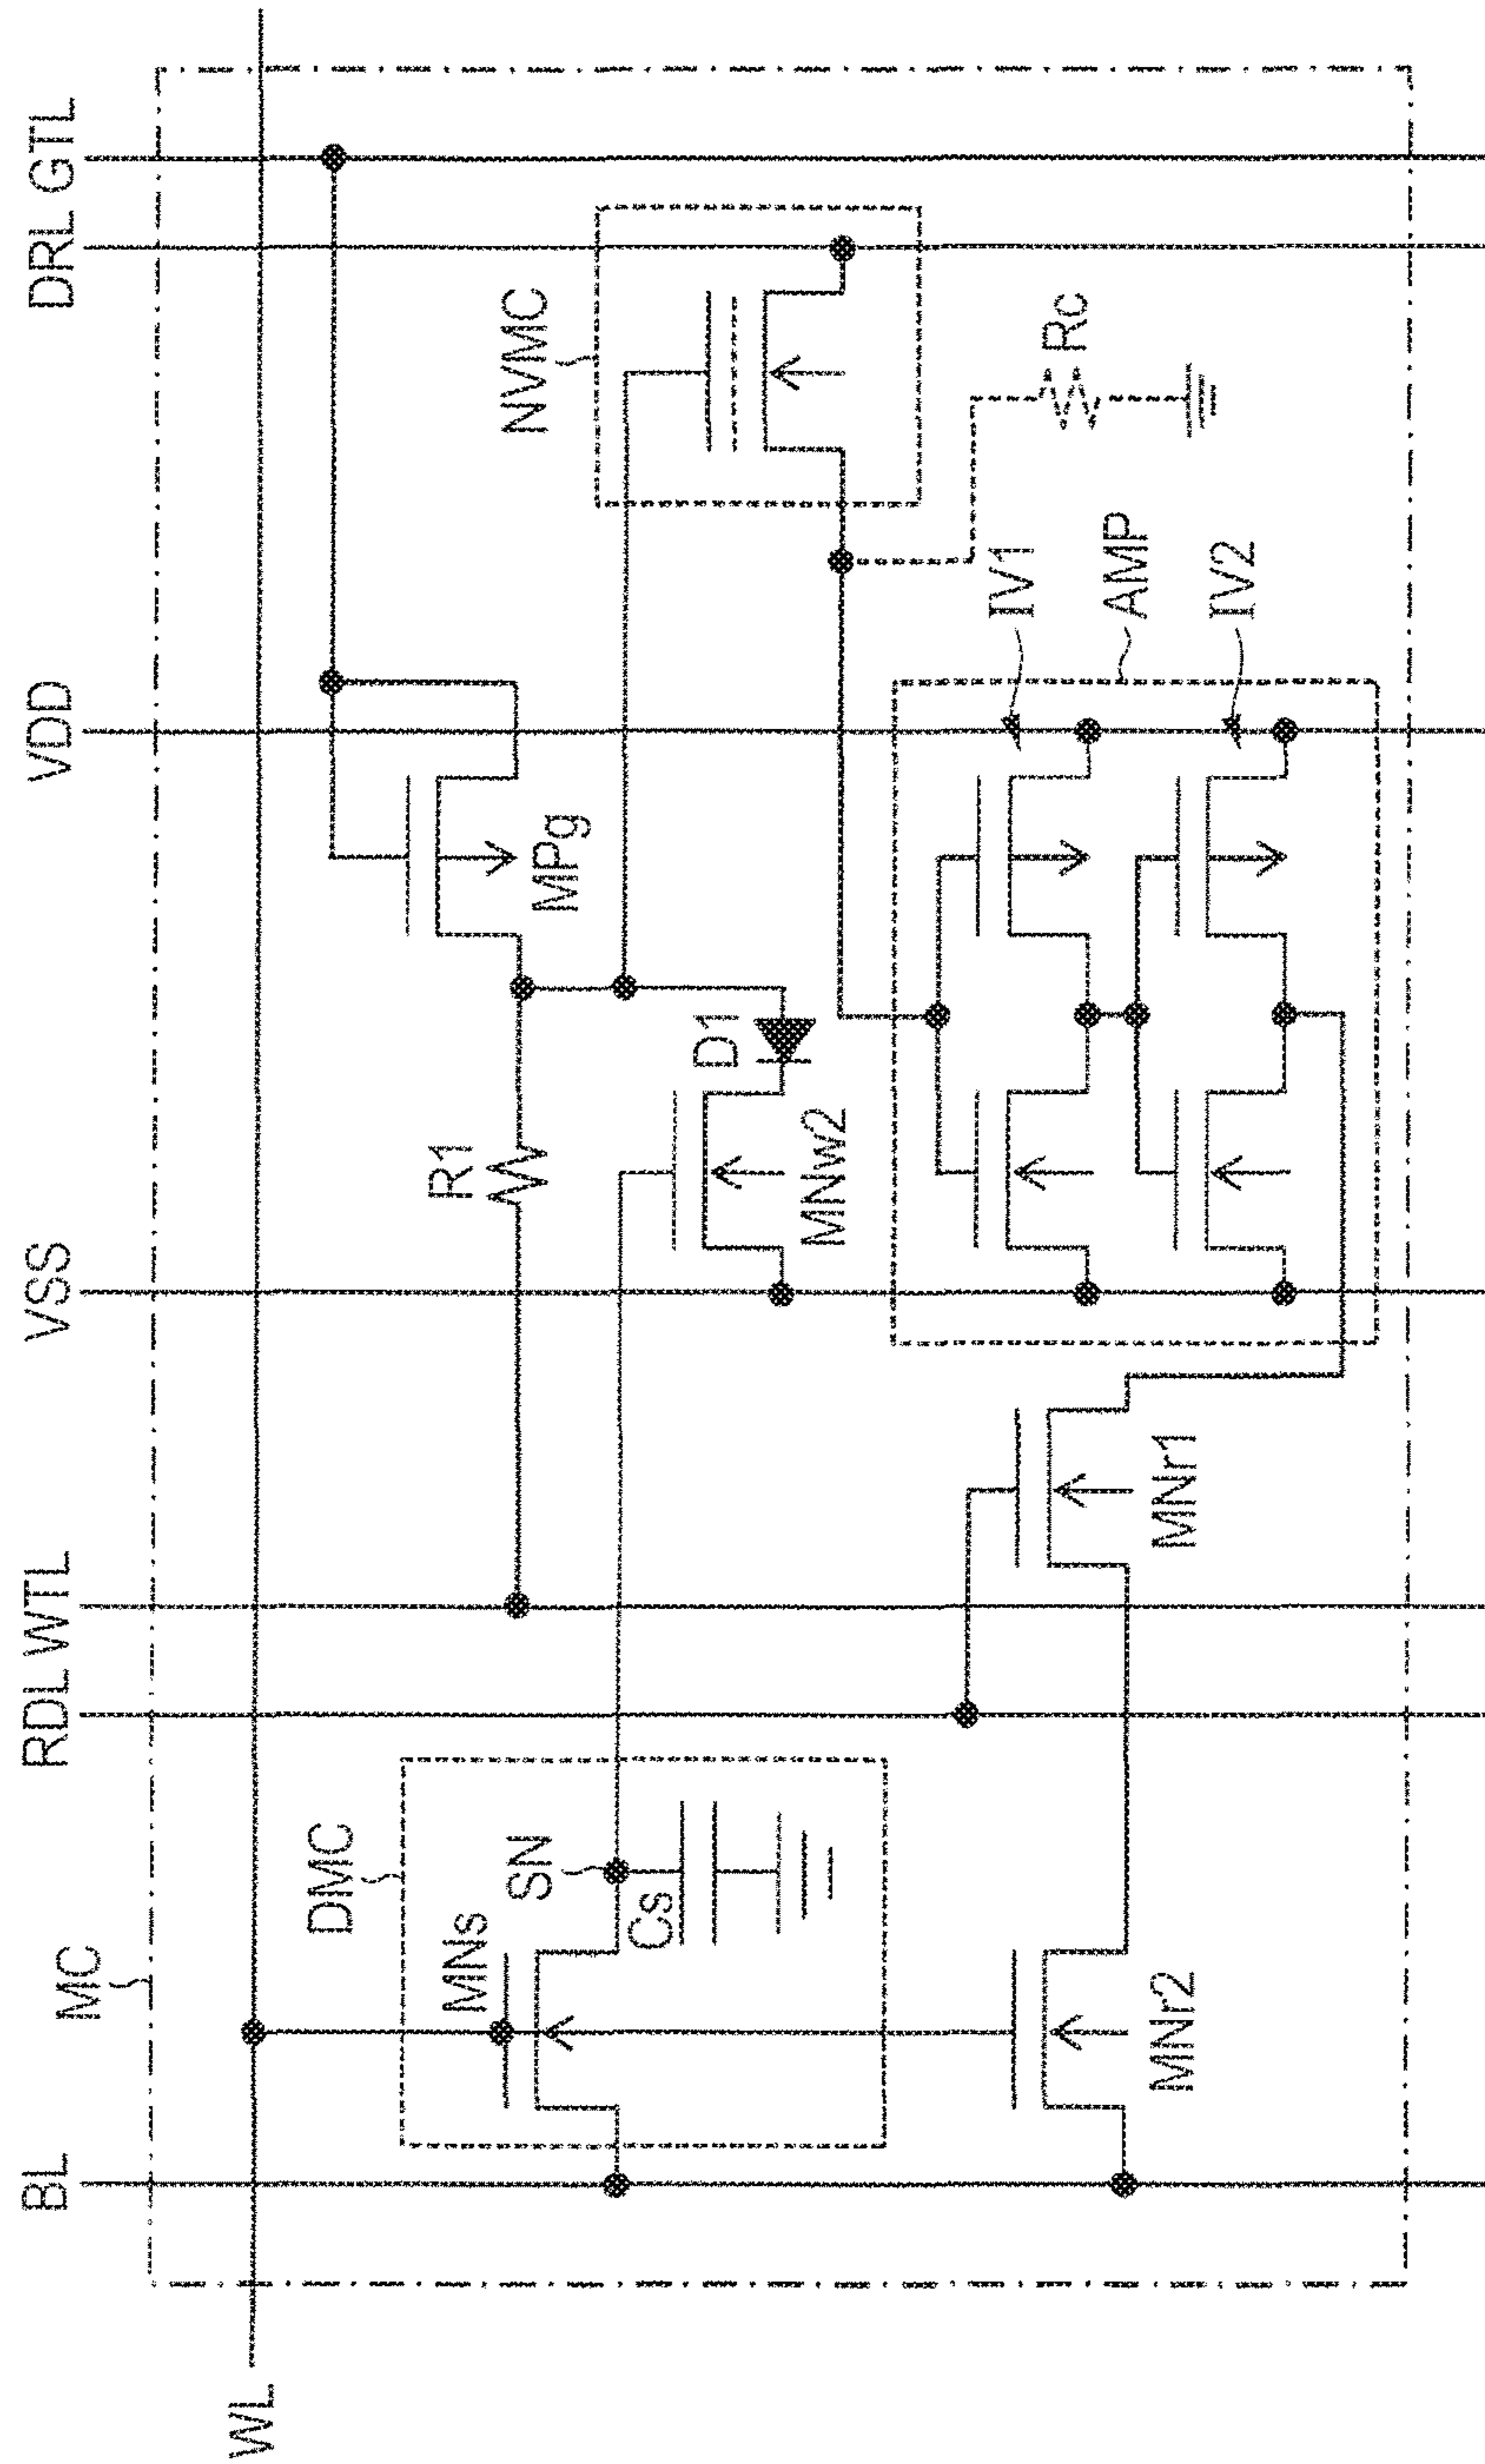 MC
WL
BL
RDL
WTL
VSS
VDD
DRL
GTL
DMC
MNs
SN
Cs
R1
MPg
NVMC
D1
MNw2
Rc
MNr2
MNr1
IV1
AMP
IV2